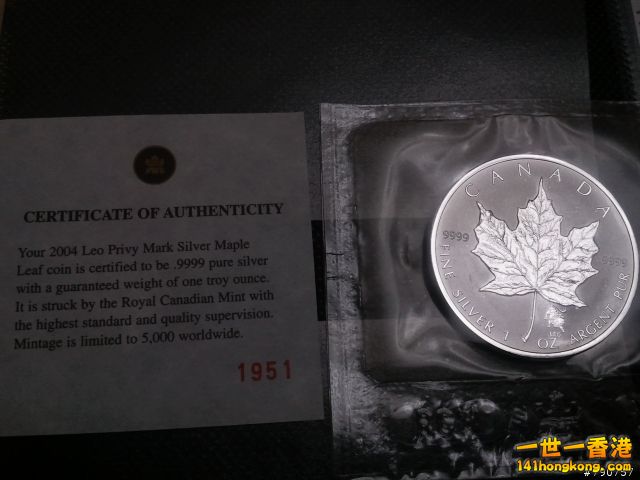 CERTIFICATE OF AUTHENTICITY
Your 2004 Leo Privy Mark Silver Maple
Leaf coin is certified to be .9999 pure silver
with a guaranteed weight of one troy ounce.
It is struck by the Royal Canadian Mint with
the highest standard and quality supervision.
Mintage is limited to 5,000 worldwide.
1951
CANADA
9999
9999
FINE SILVER 1 OZ ARGENT PUR
一世一香港
141hongkong.com